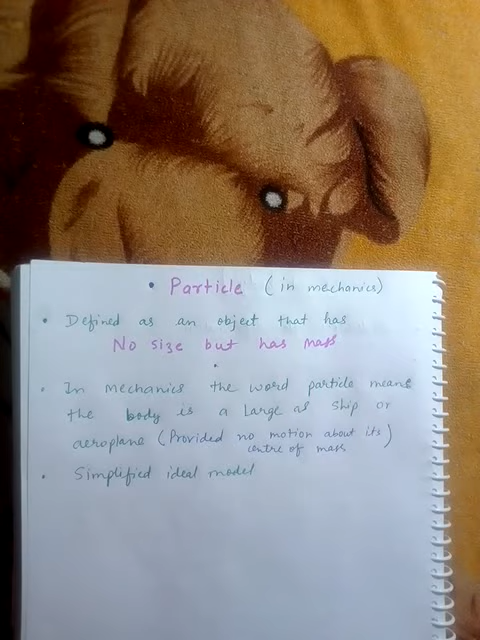 • Particle (in mechanics)
• Defined as an object that has
No size but has mass
• In mechanics the word particle means
the body is a large as ship or
aeroplane (Provided no motion about its
centre of mass)
• Simplified ideal model